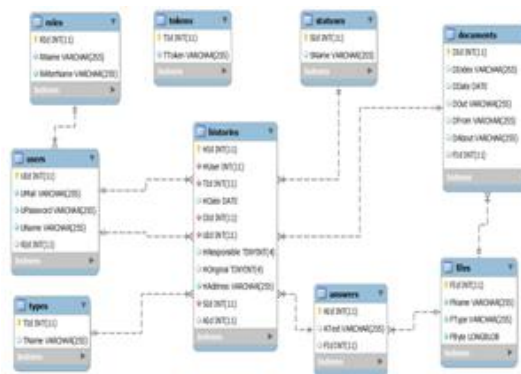 roles
RId INT(11)
RName VARCHAR(255)
RAfterName VARCHAR(255)
Indexes
tokens
TId INT(11)
TToken VARCHAR(255)
Indexes
statuses
SId INT(11)
SName VARCHAR(255)
Indexes
documents
DId INT(11)
DIndex VARCHAR(255)
DDate DATE
DOut VARCHAR(255)
DFrom VARCHAR(255)
DAbout VARCHAR(255)
FId INT(11)
Indexes
users
UId INT(11)
UMail VARCHAR(255)
UPassword VARCHAR(255)
UName VARCHAR(255)
RId INT(11)
Indexes
histories
HId INT(11)
HUser INT(11)
TId INT(11)
HDate DATE
DId INT(11)
UId INT(11)
HResponsible TINYINT(4)
HOriginal TINYINT(4)
HAddress VARCHAR(255)
SId INT(11)
AId INT(11)
Indexes
types
TId INT(11)
TName VARCHAR(255)
Indexes
answers
AId INT(11)
AText VARCHAR(255)
FId INT(11)
Indexes
files
FId INT(11)
FName VARCHAR(255)
FType VARCHAR(255)
FByte LONGBLOB
Indexes